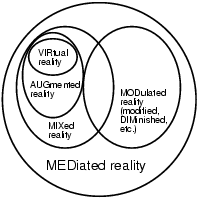 VIRtual
reality
AUGmented
reality
MIXed
reality
MODulated
reality
(modified,
DIMinished,
etc.)
MEDiated reality